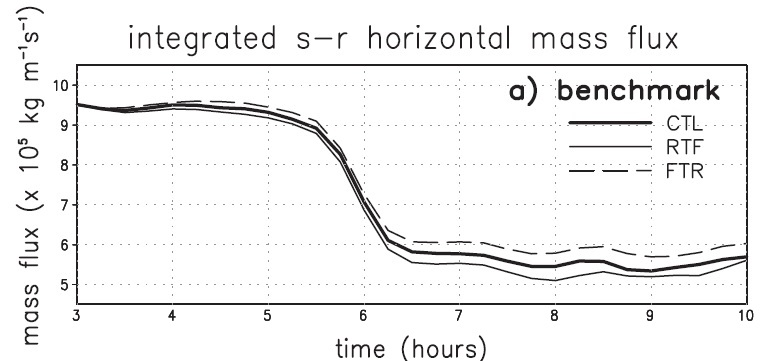 integrated s-r horizontal mass flux
mass flux (x 10⁵ kg m⁻¹s⁻¹)
10
9
8
7
6
5
a) benchmark
CTL
RTF
FTR
3 4 5 6 7 8 9 10
time (hours)